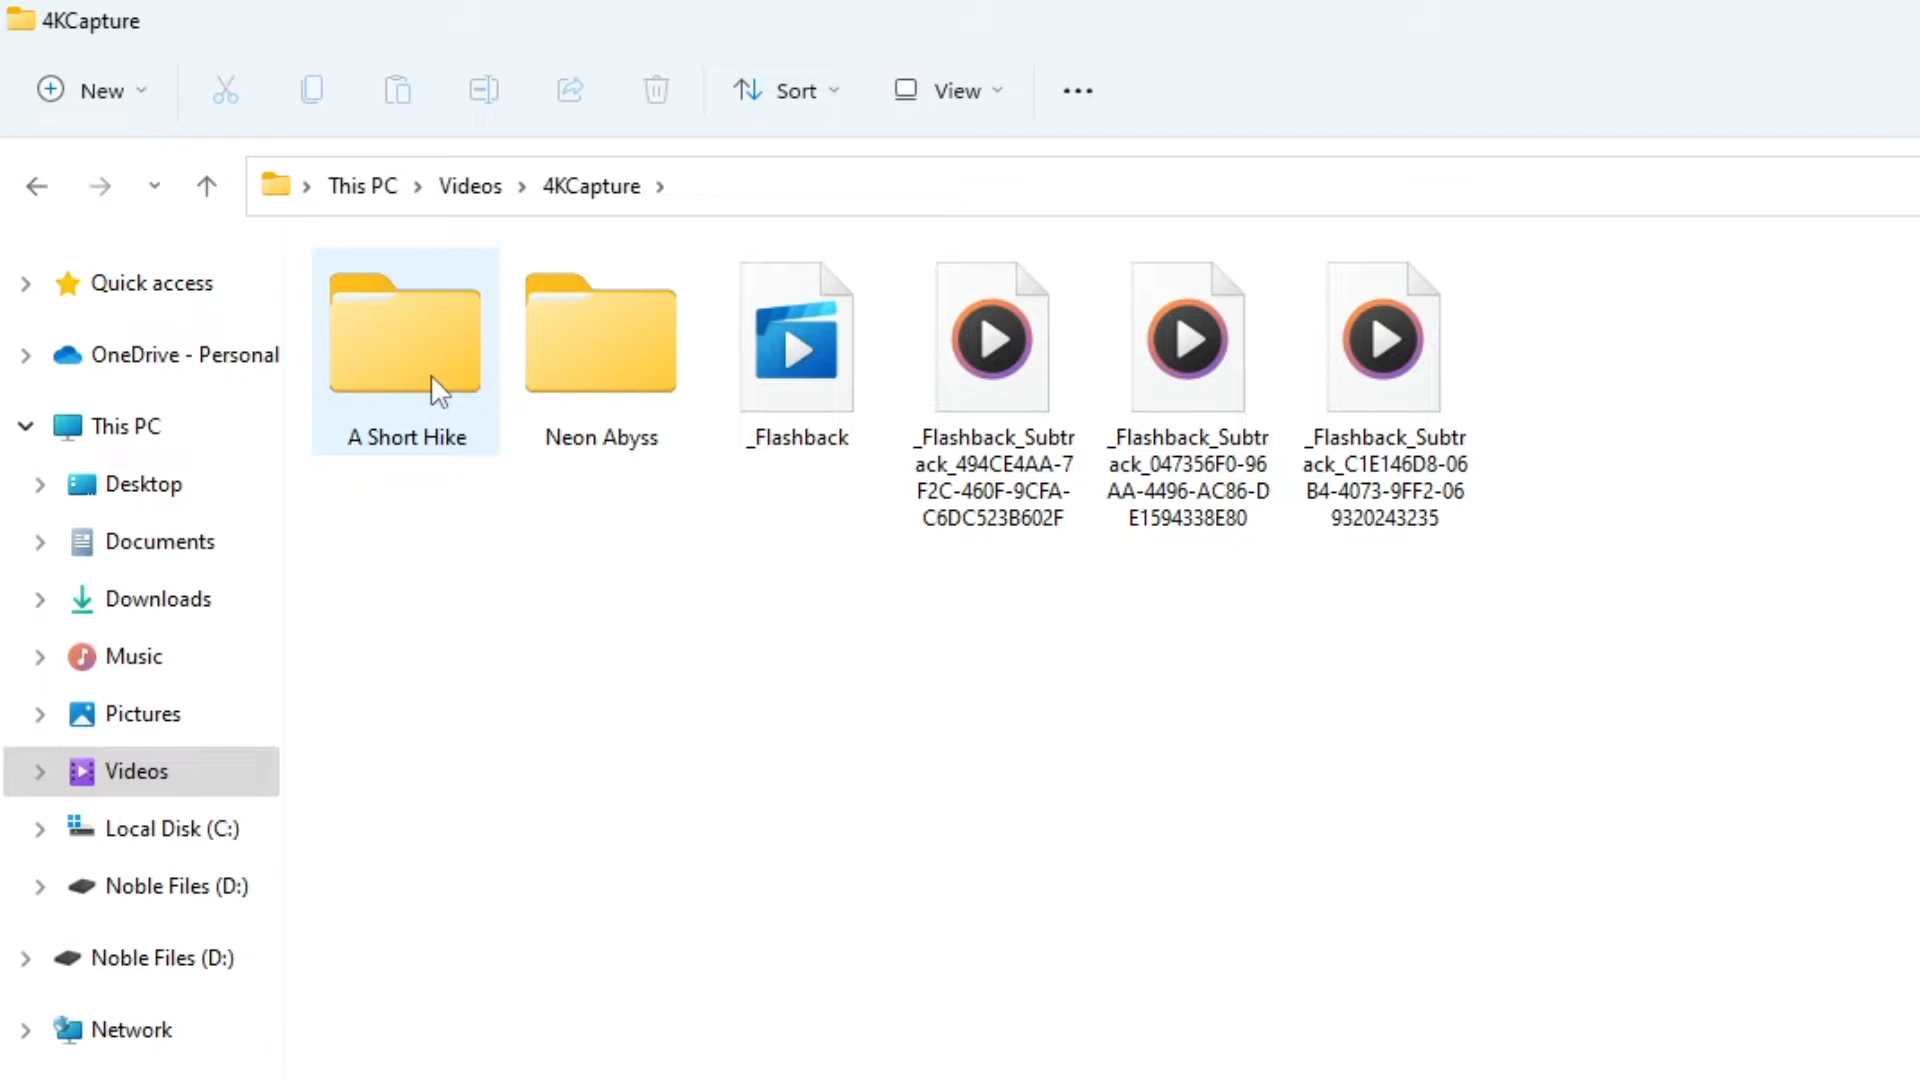 4KCapture
New
Sort
View
This PC
Videos
4KCapture
Quick access
OneDrive - Personal
This PC
Desktop
Documents
Downloads
Music
Pictures
Videos
Local Disk (C:)
Noble Files (D:)
Noble Files (D:)
Network
A Short Hike
Neon Abyss
_Flashback
_Flashback_Subtr
ack_494CE4AA-7
F2C-460F-9CFA-
C6DC523B602F
_Flashback_Subtr
ack_047356F0-96
AA-4496-AC86-D
E1594338E80
_Flashback_Subtr
ack_C1E146D8-06
B4-4073-9FF2-06
9320243235